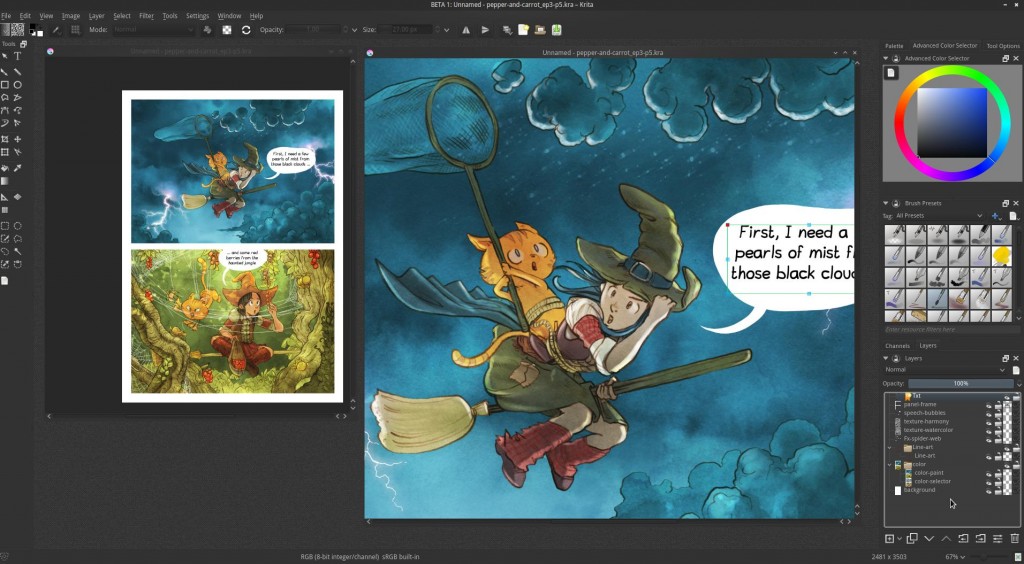 BETA 1: Unnamed - pepper-and-carrot_ep3-p5.kra – Krita
File Edit View Image Layer Select Filter Tools Settings Window Help
Mode: Normal Opacity: Size: 27.00 px
Palette Advanced Color Selector Tool Options
Tools
Unnamed - pepper-and-carrot_ep3-p5.kra
Unnamed - pepper-and-carrot_ep3-p5.kra
Advanced Color Selector
First, I need a few
pearls of mist from
those black clouds ...
... and some red
berries from the
haunted jungle
First, I need a
pearls of mist f
those black clou
Brush Presets
Tag: All Presets
Enter resource filters here
Channels Layers
Layers
Normal
Opacity: 100%
Txt
panel-frame
speech-bubbles
texture-harmony
texture-watercolor
Fx-spider-web
Line-art
Line-art
color
color-paint
color-selector
background
RGB (8-bit integer/channel) sRGB built-in
2481 x 3503
67%